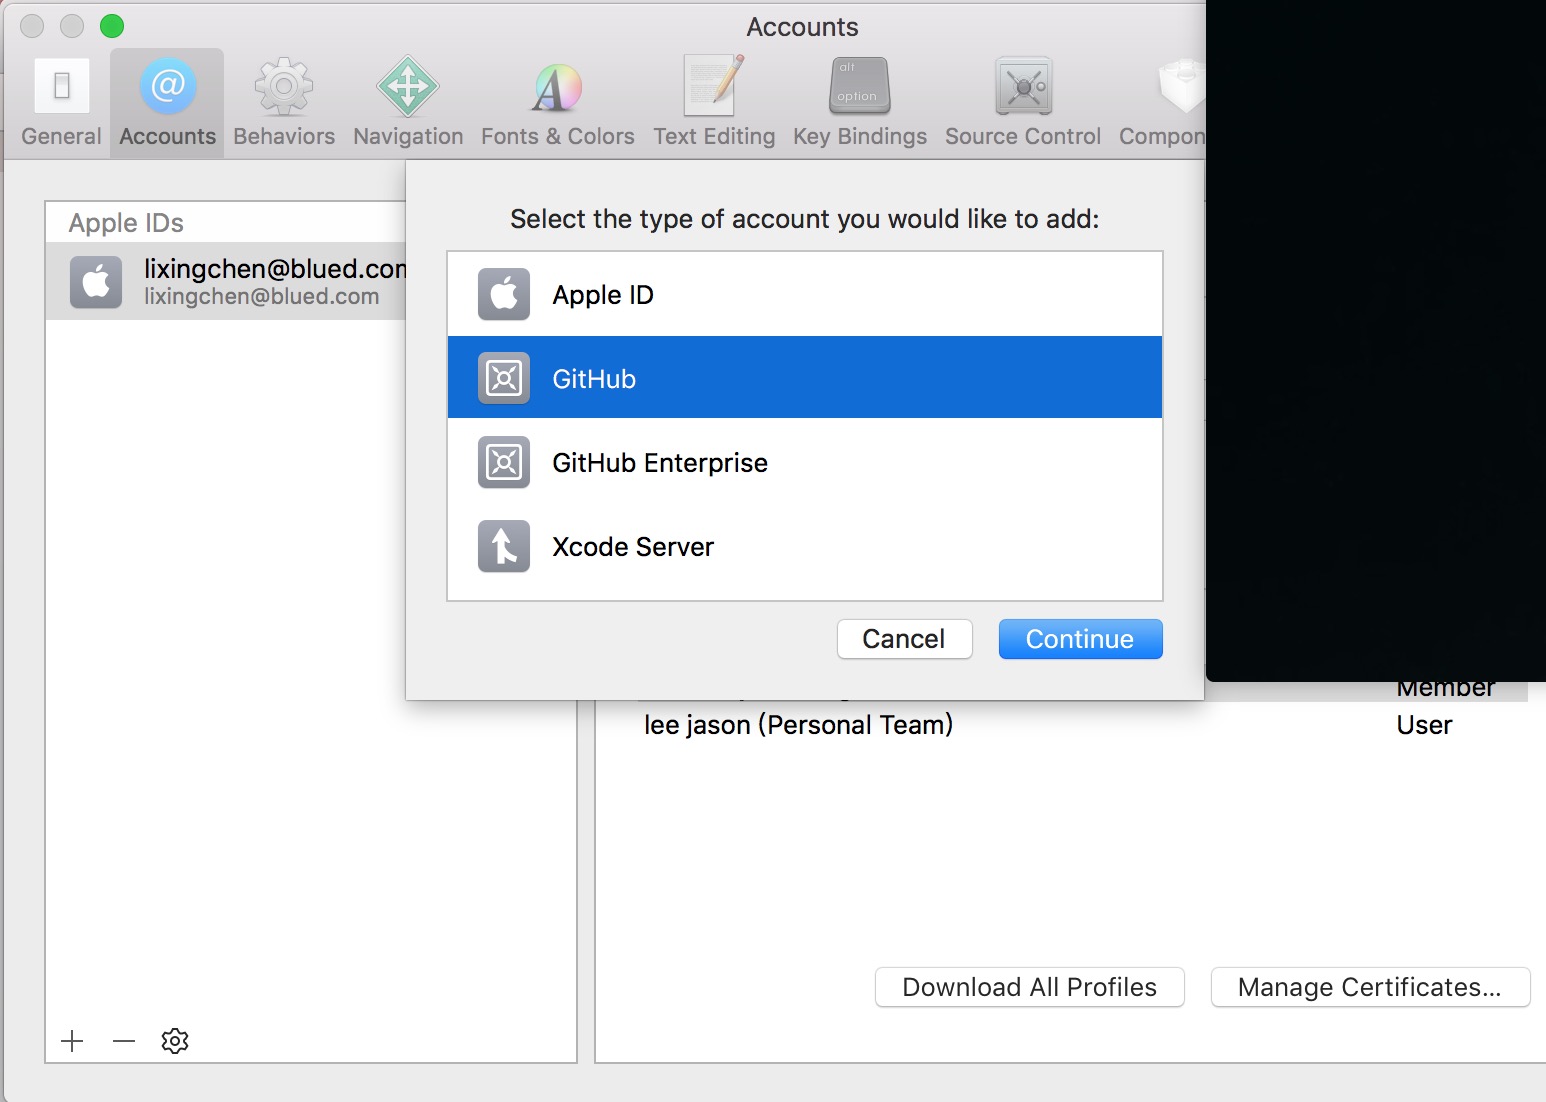 Accounts
General Accounts Behaviors Navigation Fonts & Colors Text Editing Key Bindings Source Control Compon
alt
option
Apple IDs
lixingchen@blued.com
lixingchen@blued.com
Select the type of account you would like to add:
Apple ID
GitHub
GitHub Enterprise
Xcode Server
Cancel Continue
Member
lee jason (Personal Team) User
Download All Profiles Manage Certificates...